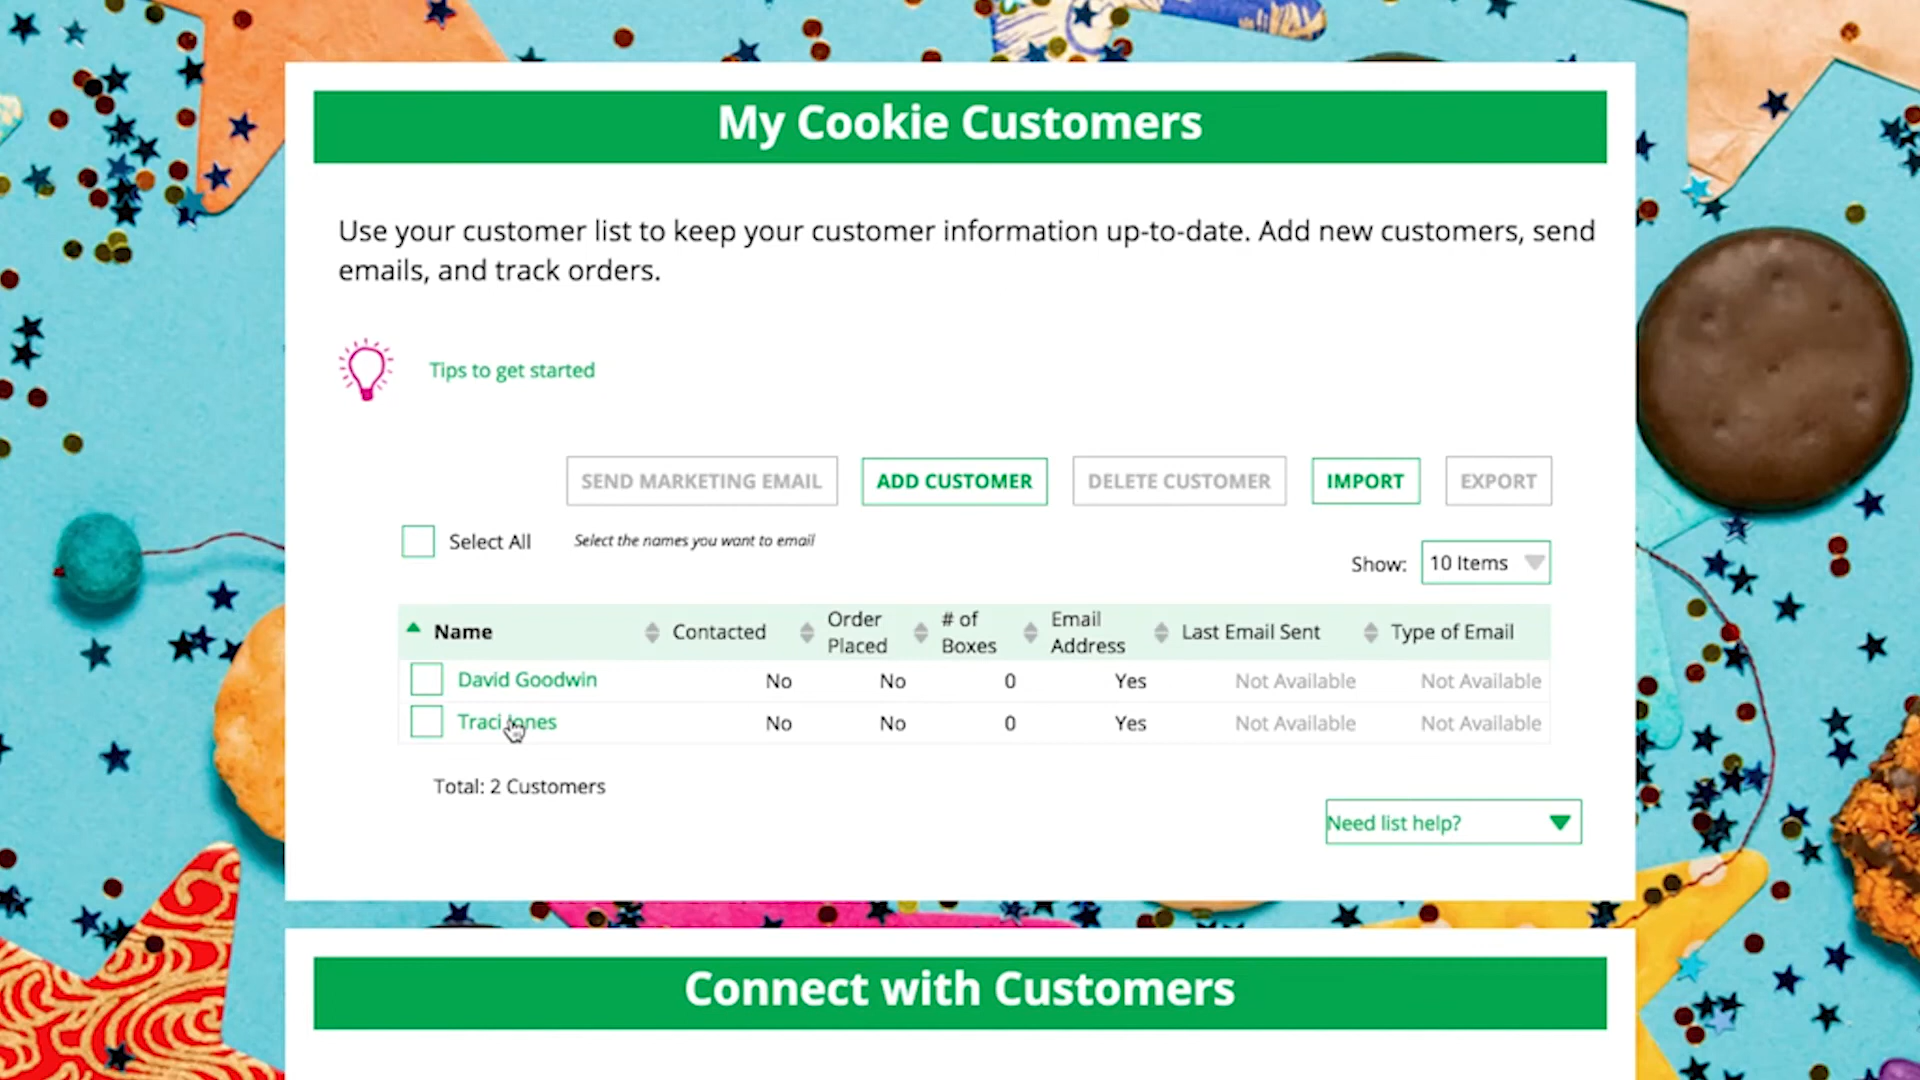 My Cookie Customers
Use your customer list to keep your customer information up-to-date. Add new customers, send
emails, and track orders.
Tips to get started
SEND MARKETING EMAIL ADD CUSTOMER DELETE CUSTOMER IMPORT EXPORT
Select All Select the names you want to email
Show: 10 Items
Name Contacted Order Placed # of Boxes Email Address Last Email Sent Type of Email
David Goodwin No No 0 Yes Not Available Not Available
Traci Jones No No 0 Yes Not Available Not Available
Total: 2 Customers
Need list help?
Connect with Customers